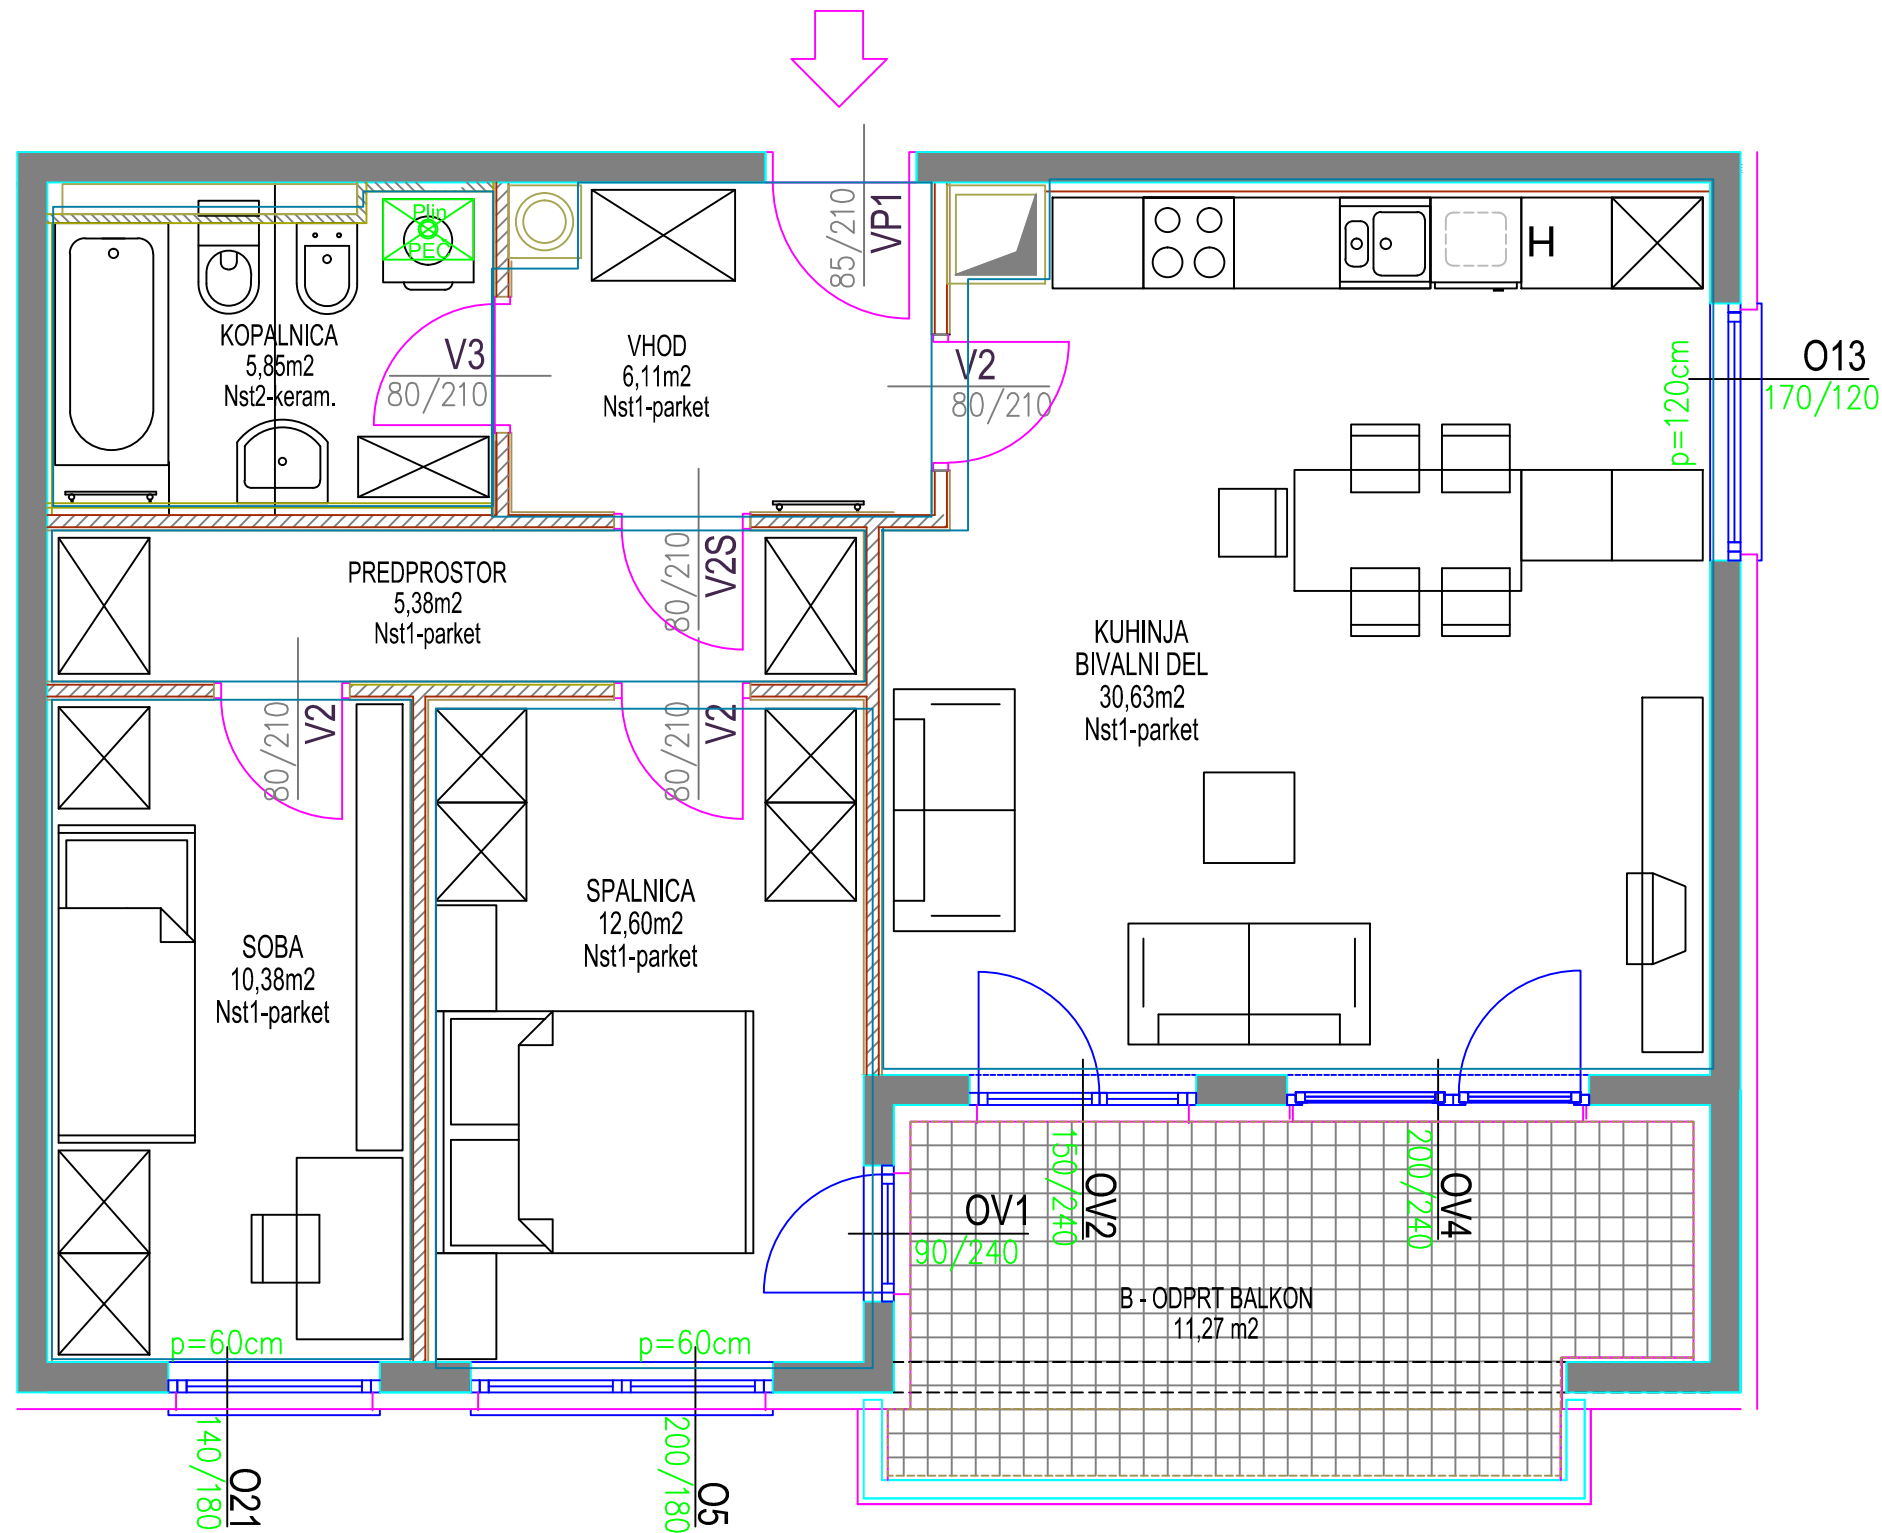 85/210
VP1
Plin
PEČ
H
KOPALNICA
5,85m2
Nst2-keram.
V3
80/210
VHOD
6,11m2
Nst1-parket
V2
80/210
p=120cm
O13
170/120
PREDPROSTOR
5,38m2
Nst1-parket
80/210
V2S
KUHINJA
BIVALNI DEL
30,63m2
Nst1-parket
80/210
V2
80/210
V2
SPALNICA
12,60m2
Nst1-parket
SOBA
10,38m2
Nst1-parket
OV1
90/240
150/240
OV2
200/240
OV4
B - ODPRT BALKON
11,27 m2
p=60cm
p=60cm
140/180
O21
200/180
O5